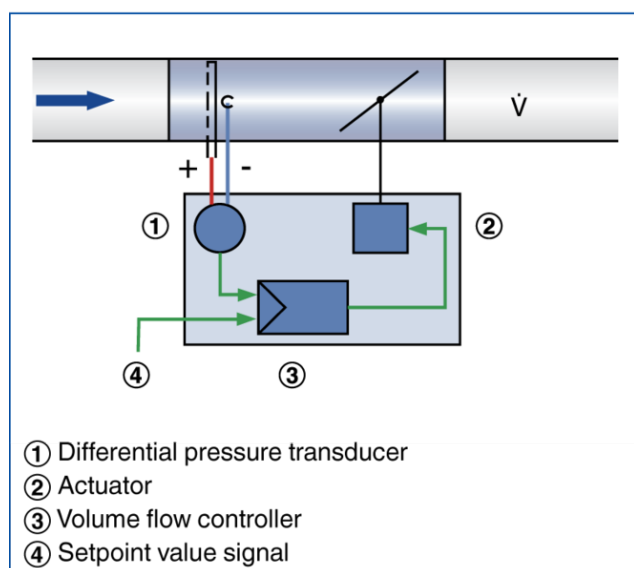 V̇
+ -
①
②
④
③
① Differential pressure transducer
② Actuator
③ Volume flow controller
④ Setpoint value signal